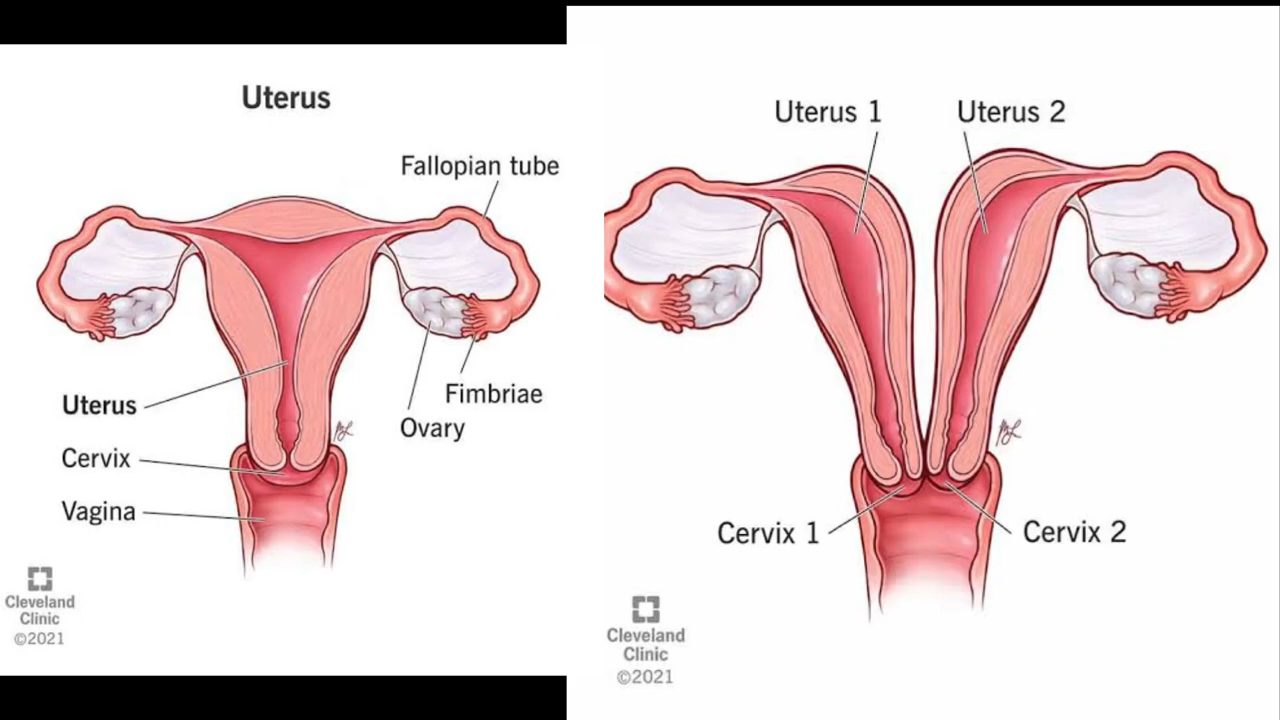 Uterus
Fallopian tube
Uterus
Fimbriae
Ovary
Cervix
Vagina
Cleveland
Clinic
©2021
Uterus 1
Uterus 2
Cervix 1
Cervix 2
Cleveland
Clinic
©2021